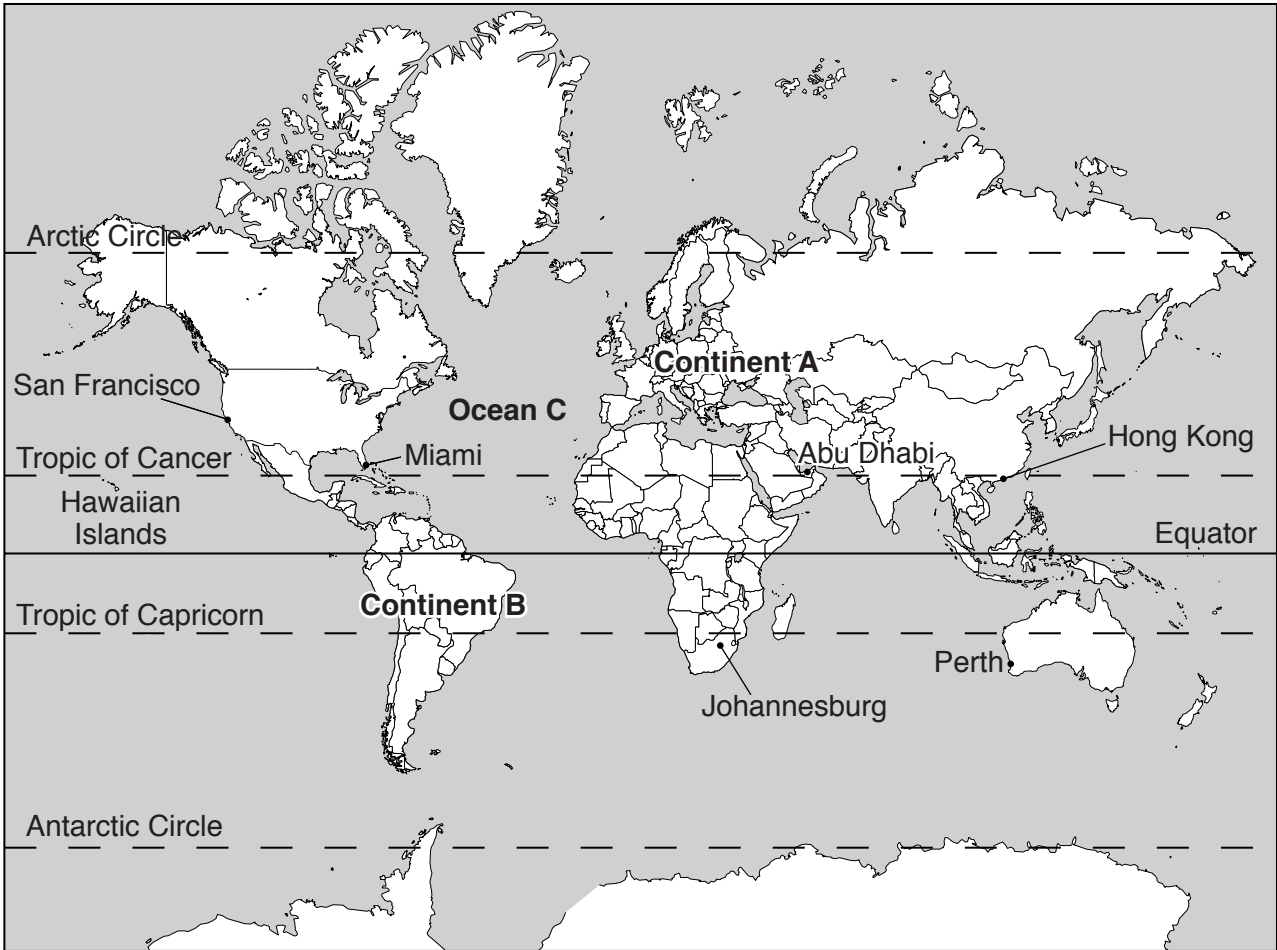 Arctic Circle
Continent A
San Francisco
Ocean C
Hong Kong
Abu Dhabi
Miami
Tropic of Cancer
Hawaiian
Islands
Equator
Continent B
Tropic of Capricorn
Perth
Johannesburg
Antarctic Circle